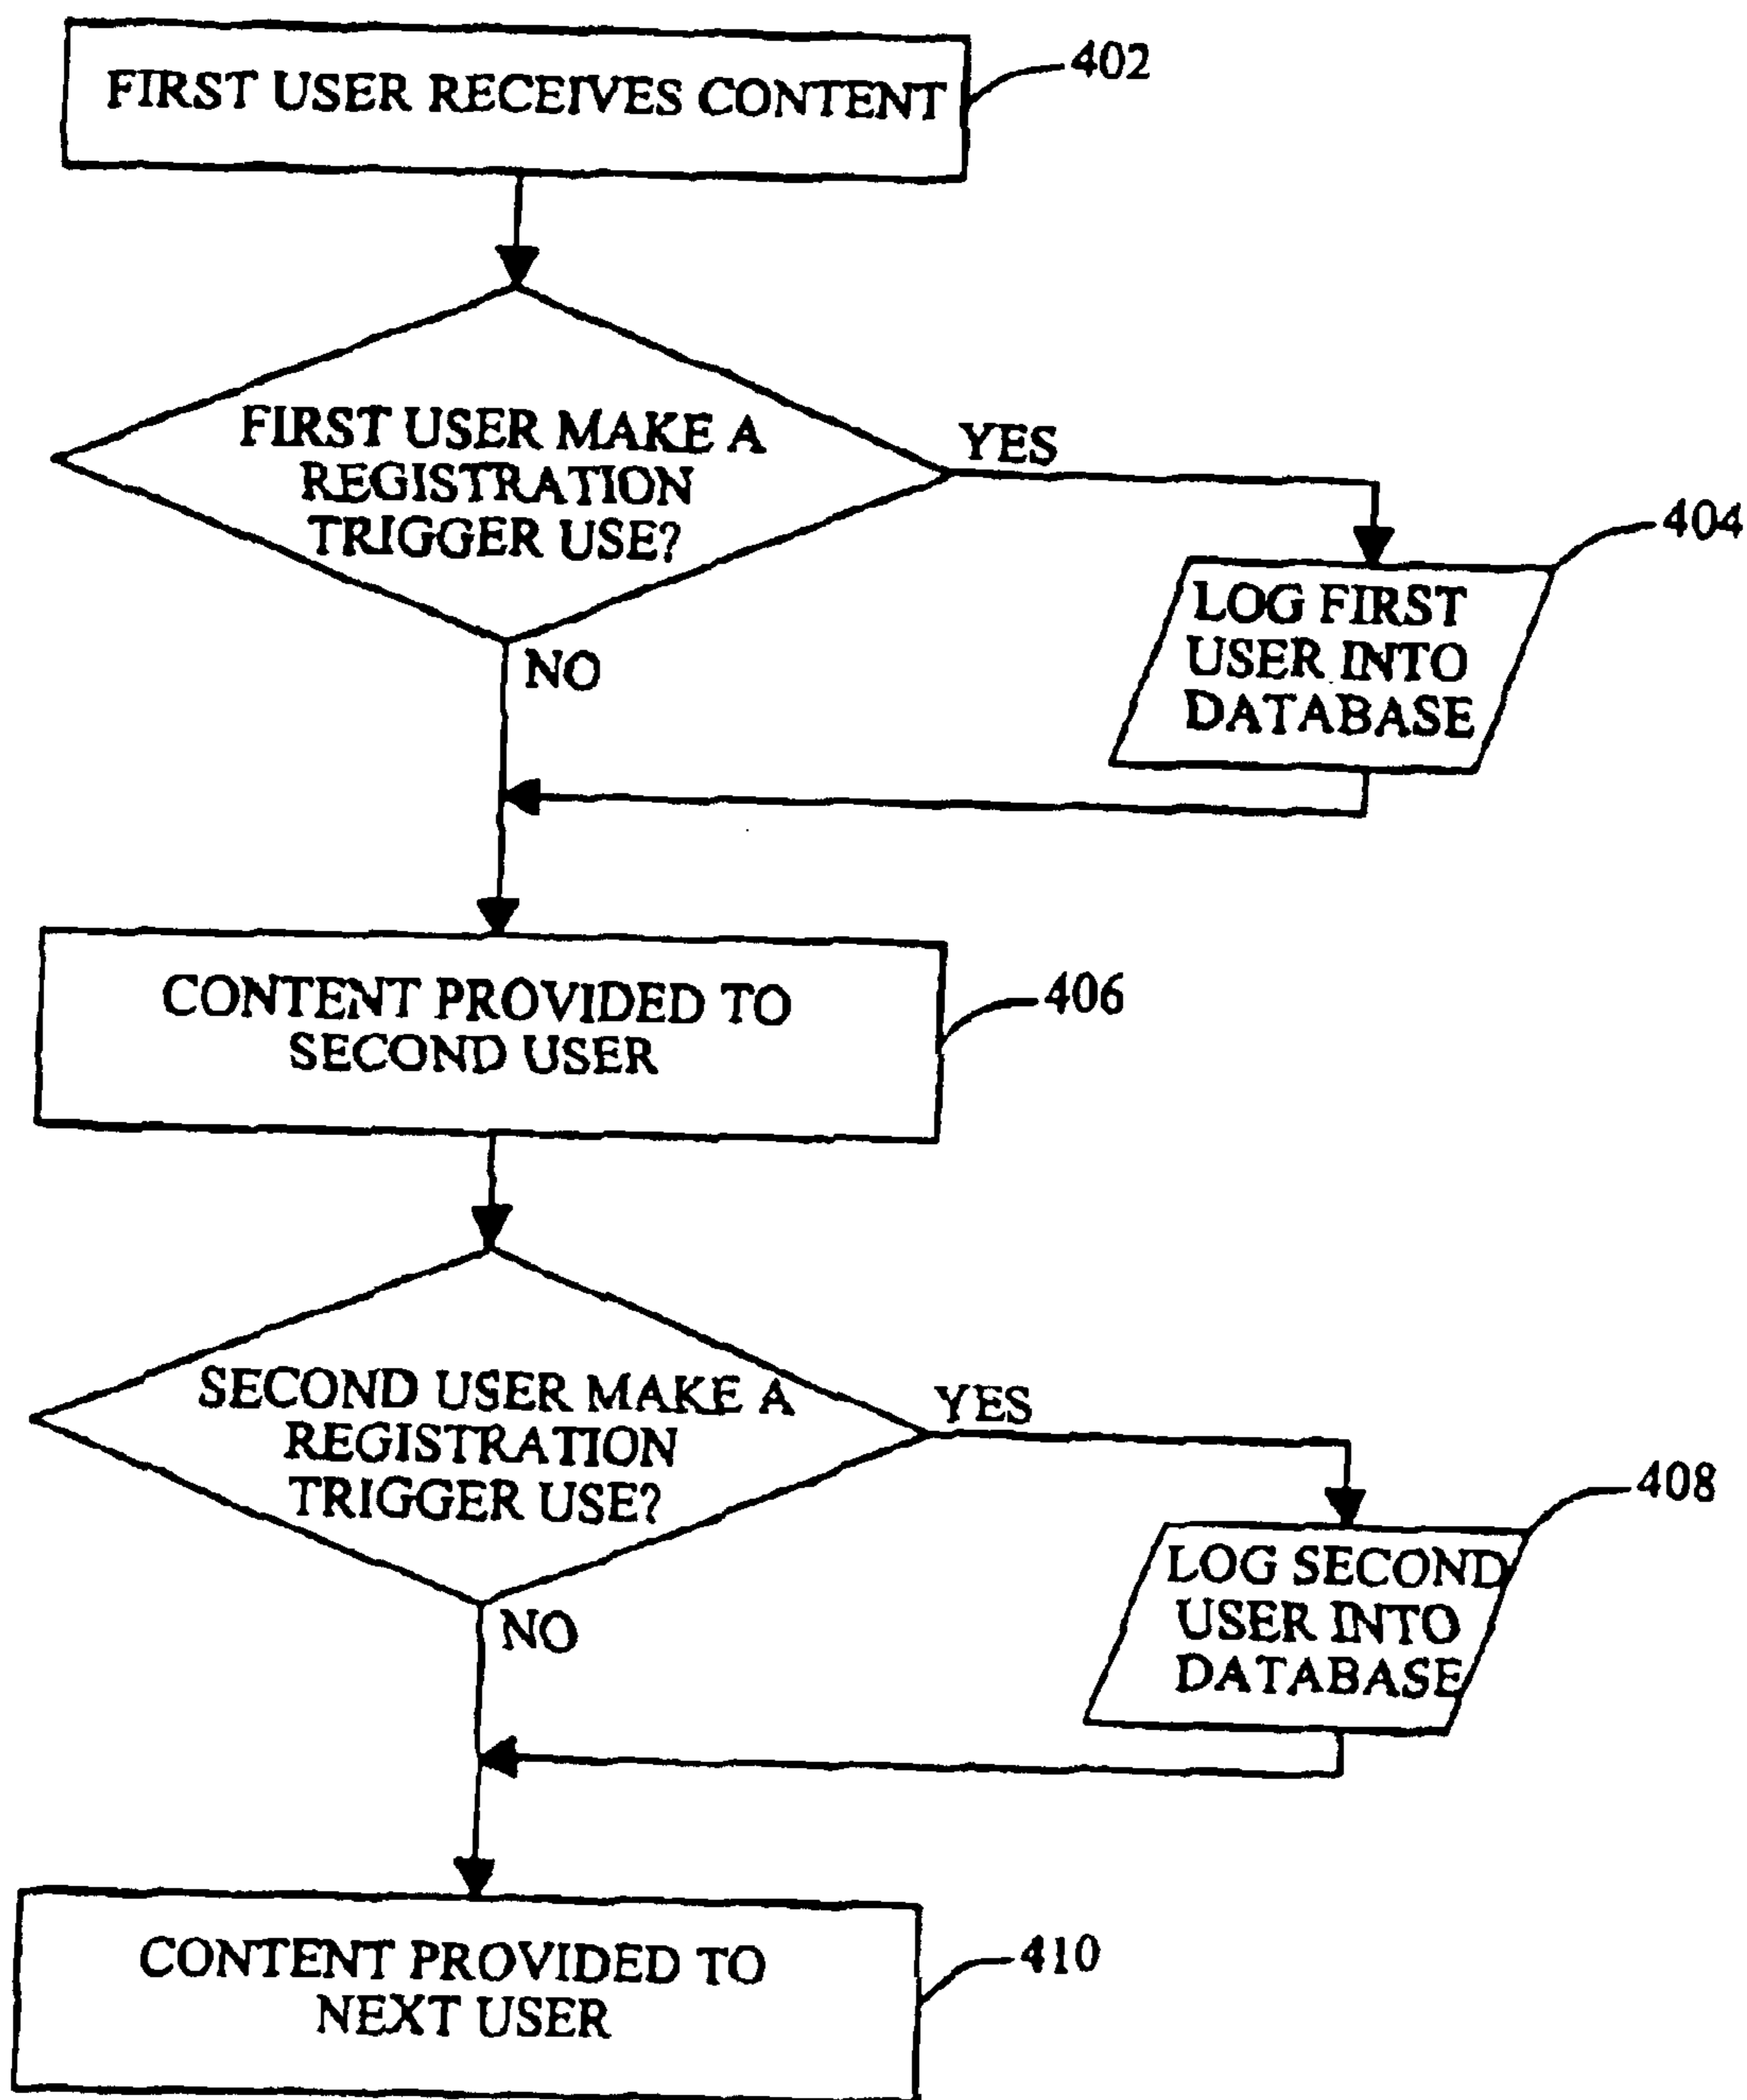 FIRST USER RECEIVES CONTENT
402
FIRST USER MAKE A
REGISTRATION
TRIGGER USE?
YES
NO
404
LOG FIRST
USER INTO
DATABASE
CONTENT PROVIDED TO
SECOND USER
406
SECOND USER MAKE A
REGISTRATION
TRIGGER USE?
YES
NO
408
LOG SECOND
USER INTO
DATABASE
CONTENT PROVIDED TO
NEXT USER
410